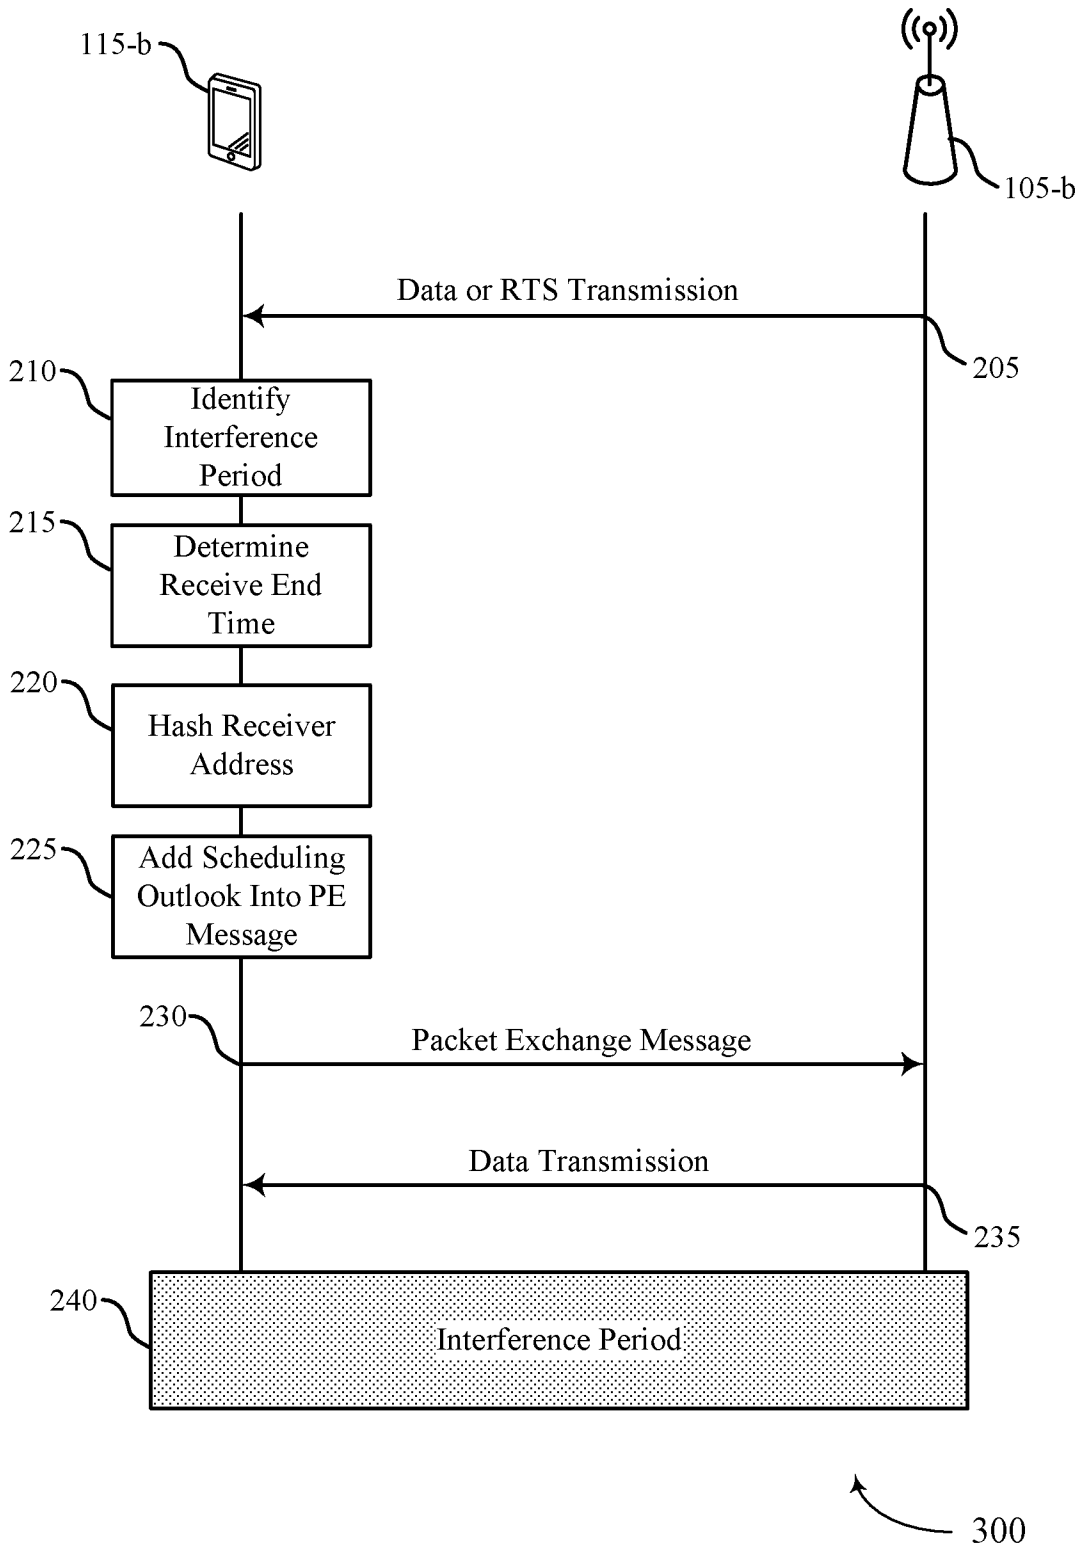 115-b
105-b
Data or RTS Transmission
205
210
Identify
Interference
Period
215
Determine
Receive End
Time
220
Hash Receiver
Address
225
Add Scheduling
Outlook Into PE
Message
230
Packet Exchange Message
Data Transmission
235
240
Interference Period
300